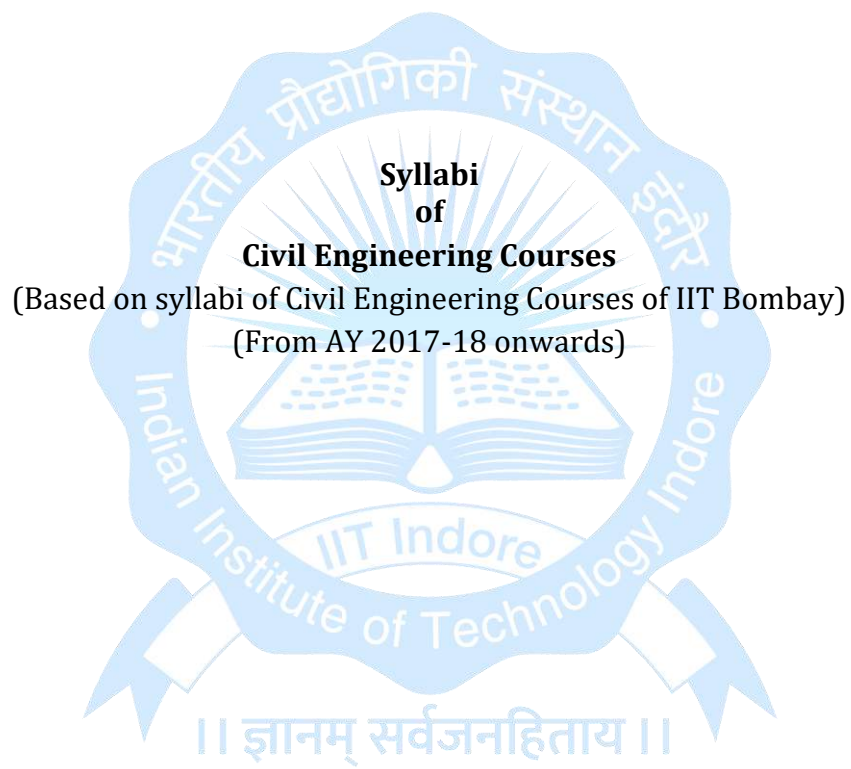 भारतीय प्रौद्योगिकी संस्थान इंदौर
Syllabi
of
Civil Engineering Courses
(Based on syllabi of Civil Engineering Courses of IIT Bombay)
(From AY 2017-18 onwards)
IIT Indore
Indian Institute of Technology Indore
।। ज्ञानम् सर्वजनहिताय ।।